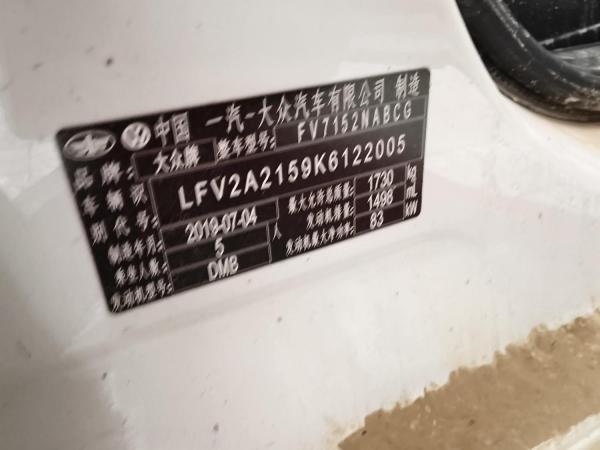 中国 一汽-大众汽车有限公司 制造
品牌: 大众牌 整车型号: FV7152NABCG
车辆识别代号: LFV2A2159K6122005
制造年月: 2019-07-04 最大允许总质量: 1730 kg
乘坐人数: 5 人 发动机排量: 1498 mL
发动机型号: DMB 发动机最大净功率: 83 kW